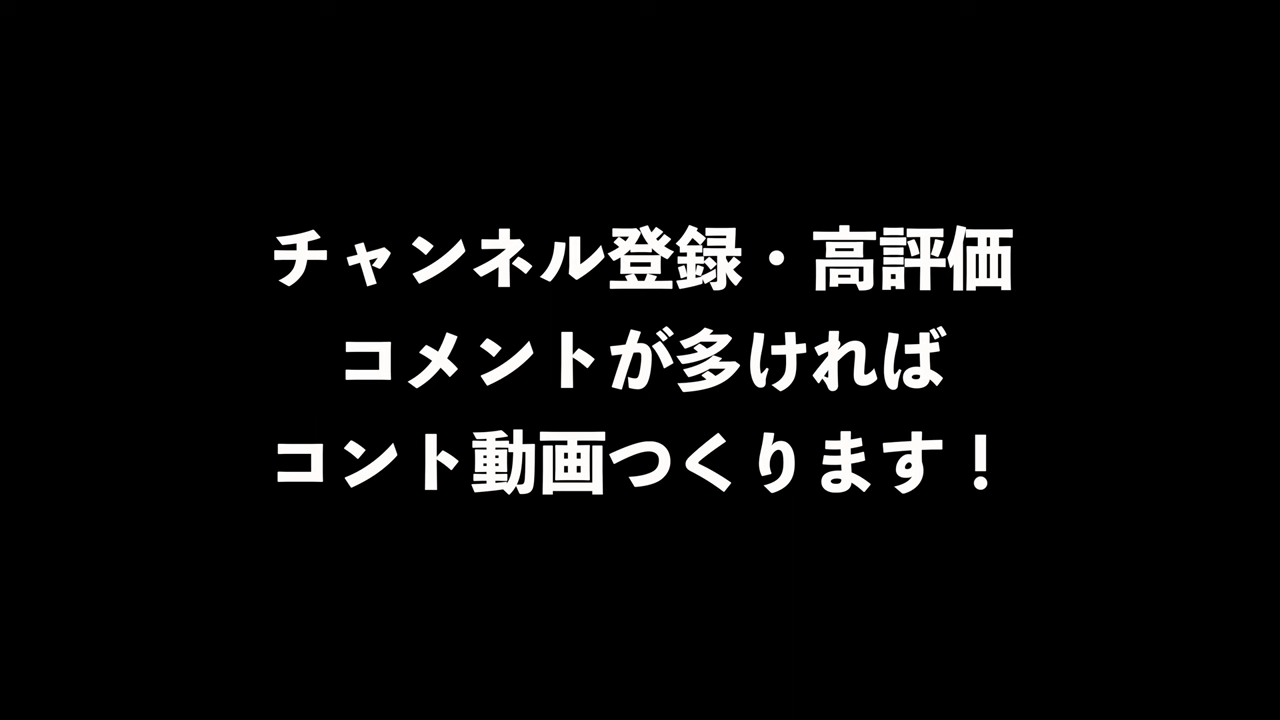 チャンネル登録・高評価
コメントが多ければ
コント動画つくります！